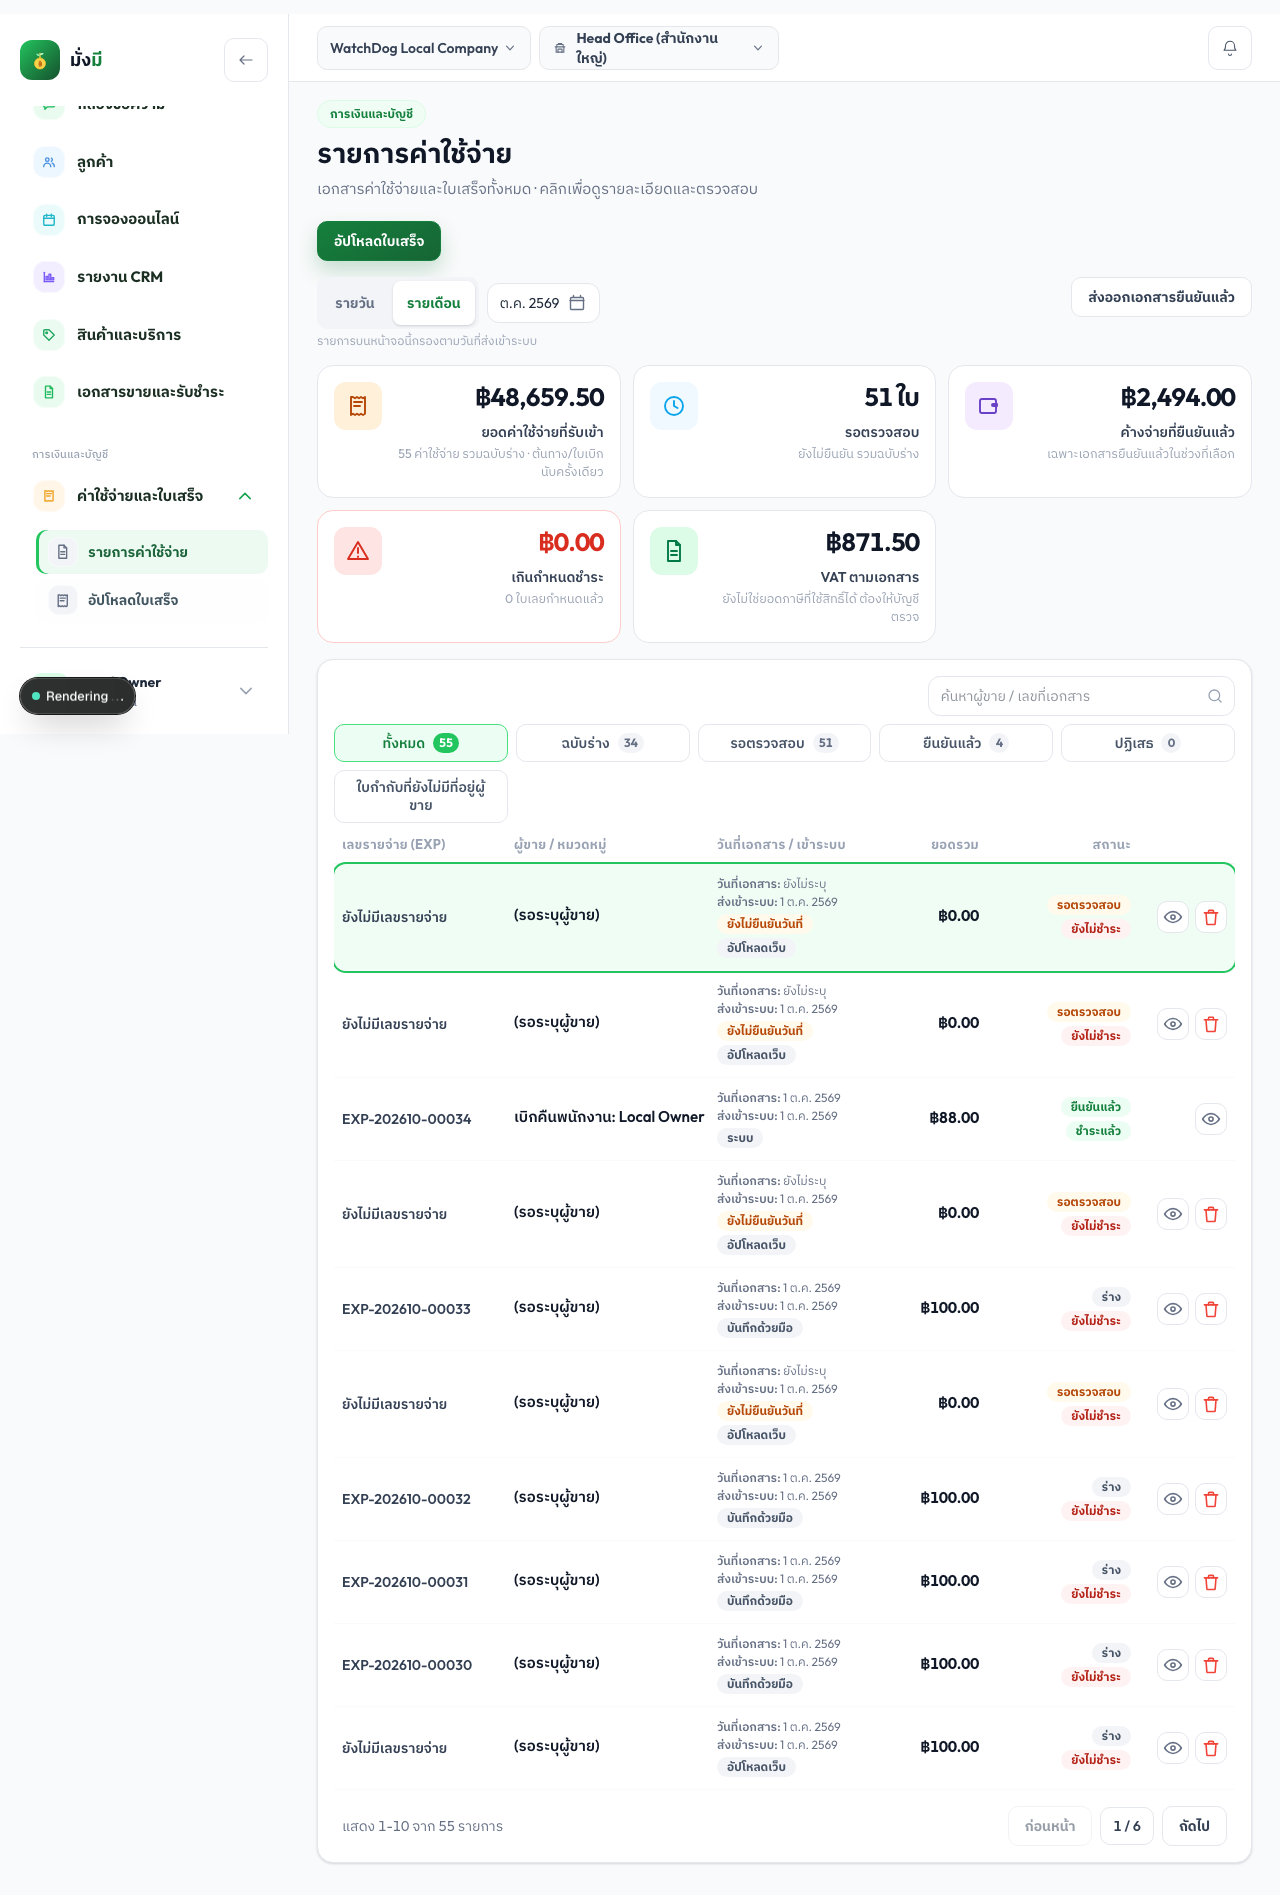 มั่งมี
ลูกค้า
การจองออนไลน์
รายงาน CRM
สินค้าและบริการ
เอกสารขายและรับชำระ
การเงินและบัญชี
ค่าใช้จ่ายและใบเสร็จ
รายการค่าใช้จ่าย
อัปโหลดใบเสร็จ
wner
Rendering ...
WatchDog Local Company
Head Office (สำนักงาน
ใหญ่)
การเงินและบัญชี
รายการค่าใช้จ่าย
เอกสารค่าใช้จ่ายและใบเสร็จทั้งหมด · คลิกเพื่อดูรายละเอียดและตรวจสอบ
อัปโหลดใบเสร็จ
รายวัน รายเดือน ต.ค. 2569 ส่งออกเอกสารยืนยันแล้ว
รายการบนหน้าจอนี้กรองตามวันที่ส่งเข้าระบบ
฿48,659.50
ยอดค่าใช้จ่ายที่รับเข้า
55 ค่าใช้จ่าย รวมฉบับร่าง · ต้นทาง/ใบเบิก
นับครั้งเดียว
51 ใบ
รอตรวจสอบ
ยังไม่ยืนยัน รวมฉบับร่าง
฿2,494.00
ค้างจ่ายที่ยืนยันแล้ว
เฉพาะเอกสารยืนยันแล้วในช่วงที่เลือก
฿0.00
เกินกำหนดชำระ
0 ใบเลยกำหนดแล้ว
฿871.50
VAT ตามเอกสาร
ยังไม่ใช่ยอดภาษีที่ใช้สิทธิ์ได้ ต้องให้บัญชี
ตรวจ
ค้นหาผู้ขาย / เลขที่เอกสาร
ทั้งหมด 55 ฉบับร่าง 34 รอตรวจสอบ 51 ยืนยันแล้ว 4 ปฏิเสธ 0
ใบกำกับที่ยังไม่มีที่อยู่ผู้
ขาย
เลขรายจ่าย (EXP) ผู้ขาย / หมวดหมู่ วันที่เอกสาร / เข้าระบบ ยอดรวม สถานะ
วันที่เอกสาร: ยังไม่ระบุ
ส่งเข้าระบบ: 1 ต.ค. 2569
ยังไม่มีเลขรายจ่าย (รอระบุผู้ขาย) ฿0.00
ยังไม่ยืนยันวันที่
อัปโหลดเว็บ
รอตรวจสอบ
ยังไม่ชำระ
วันที่เอกสาร: ยังไม่ระบุ
ส่งเข้าระบบ: 1 ต.ค. 2569
ยังไม่มีเลขรายจ่าย (รอระบุผู้ขาย) ฿0.00
ยังไม่ยืนยันวันที่
อัปโหลดเว็บ
รอตรวจสอบ
ยังไม่ชำระ
วันที่เอกสาร: 1 ต.ค. 2569
ส่งเข้าระบบ: 1 ต.ค. 2569
EXP-202610-00034 เบิกคืนพนักงาน: Local Owner ฿88.00
ระบบ
ยืนยันแล้ว
ชำระแล้ว
วันที่เอกสาร: ยังไม่ระบุ
ส่งเข้าระบบ: 1 ต.ค. 2569
ยังไม่มีเลขรายจ่าย (รอระบุผู้ขาย) ฿0.00
ยังไม่ยืนยันวันที่
อัปโหลดเว็บ
รอตรวจสอบ
ยังไม่ชำระ
วันที่เอกสาร: 1 ต.ค. 2569
ส่งเข้าระบบ: 1 ต.ค. 2569
EXP-202610-00033 (รอระบุผู้ขาย) ฿100.00
บันทึกด้วยมือ
ร่าง
ยังไม่ชำระ
วันที่เอกสาร: ยังไม่ระบุ
ส่งเข้าระบบ: 1 ต.ค. 2569
ยังไม่มีเลขรายจ่าย (รอระบุผู้ขาย) ฿0.00
ยังไม่ยืนยันวันที่
อัปโหลดเว็บ
รอตรวจสอบ
ยังไม่ชำระ
วันที่เอกสาร: 1 ต.ค. 2569
ส่งเข้าระบบ: 1 ต.ค. 2569
EXP-202610-00032 (รอระบุผู้ขาย) ฿100.00
บันทึกด้วยมือ
ร่าง
ยังไม่ชำระ
วันที่เอกสาร: 1 ต.ค. 2569
ส่งเข้าระบบ: 1 ต.ค. 2569
EXP-202610-00031 (รอระบุผู้ขาย) ฿100.00
บันทึกด้วยมือ
ร่าง
ยังไม่ชำระ
วันที่เอกสาร: 1 ต.ค. 2569
ส่งเข้าระบบ: 1 ต.ค. 2569
EXP-202610-00030 (รอระบุผู้ขาย) ฿100.00
บันทึกด้วยมือ
ร่าง
ยังไม่ชำระ
วันที่เอกสาร: 1 ต.ค. 2569
ส่งเข้าระบบ: 1 ต.ค. 2569
ยังไม่มีเลขรายจ่าย (รอระบุผู้ขาย) ฿100.00
อัปโหลดเว็บ
ร่าง
ยังไม่ชำระ
แสดง 1-10 จาก 55 รายการ ก่อนหน้า 1 / 6 ถัดไป